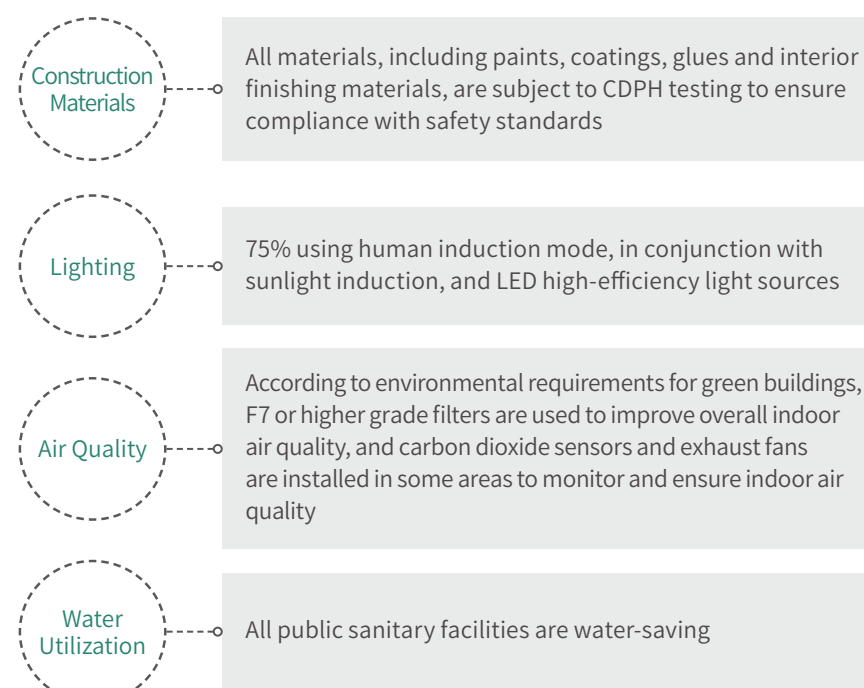 Construction
Materials
All materials, including paints, coatings, glues and interior
finishing materials, are subject to CDPH testing to ensure
compliance with safety standards
Lighting
75% using human induction mode, in conjunction with
sunlight induction, and LED high-efficiency light sources
Air Quality
According to environmental requirements for green buildings,
F7 or higher grade filters are used to improve overall indoor
air quality, and carbon dioxide sensors and exhaust fans
are installed in some areas to monitor and ensure indoor air
quality
Water
Utilization
All public sanitary facilities are water-saving